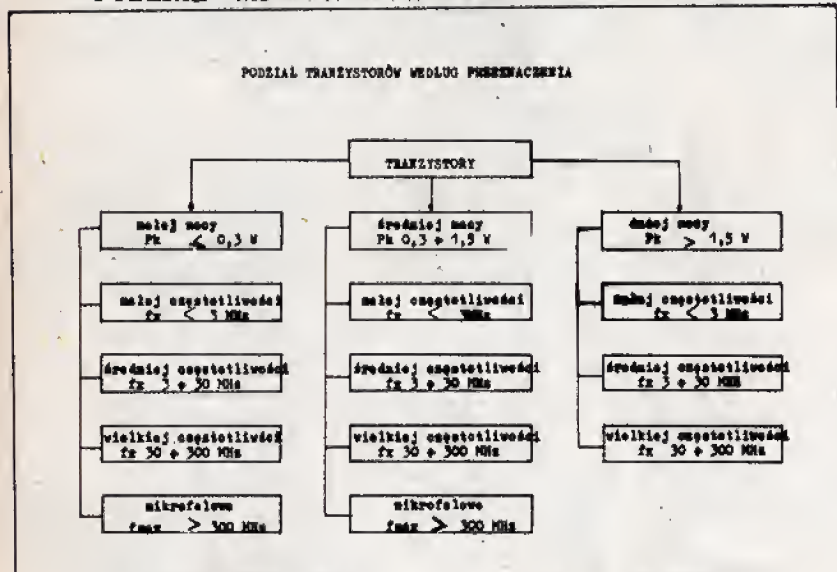 PODZIAŁ TRANZYSTORÓW WEDŁUG PRZEZNACZENIA
TRANZYSTORY
małej mocy
Pk ⩽ 0,3 W
małej częstotliwości
fx < 3 MHz
średniej częstotliwości
fx 3 ÷ 30 MHz
wielkiej częstotliwości
fx 30 ÷ 300 MHz
mikrofalowe
fmax > 300 MHz
średniej mocy
Pk 0,3 ÷ 1,5 W
małej częstotliwości
fx < 3MHz
średniej częstotliwości
fx 3 ÷ 30 MHz
wielkiej częstotliwości
fx 30 ÷ 300 MHz
mikrofalowe
fmax > 300 MHz
dużej mocy
Pk > 1,5 W
częstotliwości
fx < 3 MHz
średniej częstotliwości
fx 3 ÷ 30 MHz
wielkiej częstotliwości
fx 30 ÷ 300 MHz